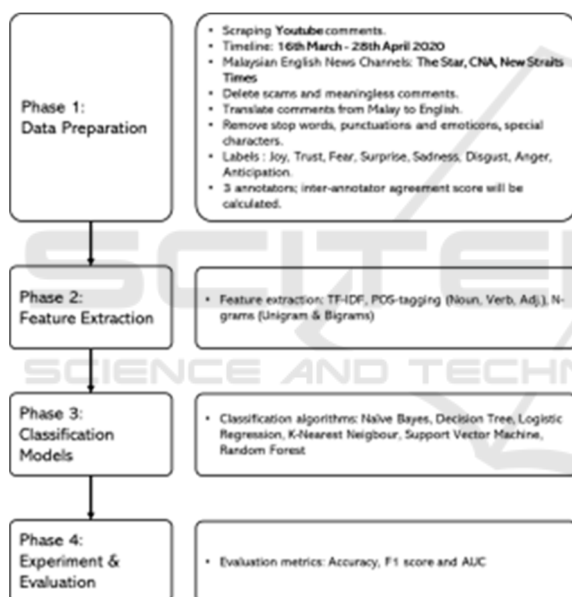 Phase 1:
Data Preparation
• Scraping Youtube comments.
• Timeline: 16th March - 28th April 2020
• Malaysian English News Channels: The Star, CNA, New Straits
Times
• Delete scams and meaningless comments.
• Translate comments from Malay to English.
• Remove stop words, punctuations and emoticons, special
characters.
• Labels : Joy, Trust, Fear, Surprise, Sadness, Disgust, Anger,
Anticipation.
• 3 annotators; inter-annotator agreement score will be
calculated.
SCITE
Phase 2:
Feature Extraction
• Feature extraction: TF-IDF, POS-tagging (Noun, Verb, Adj.), N-
grams (Unigram & Bigrams)
SCIENCE AND TECHN
Phase 3:
Classification
Models
• Classification algorithms: Naïve Bayes, Decision Tree, Logistic
Regression, K-Nearest Neigbour, Support Vector Machine,
Random Forest
Phase 4:
Experiment &
Evaluation
• Evaluation metrics: Accuracy, F1 score and AUC